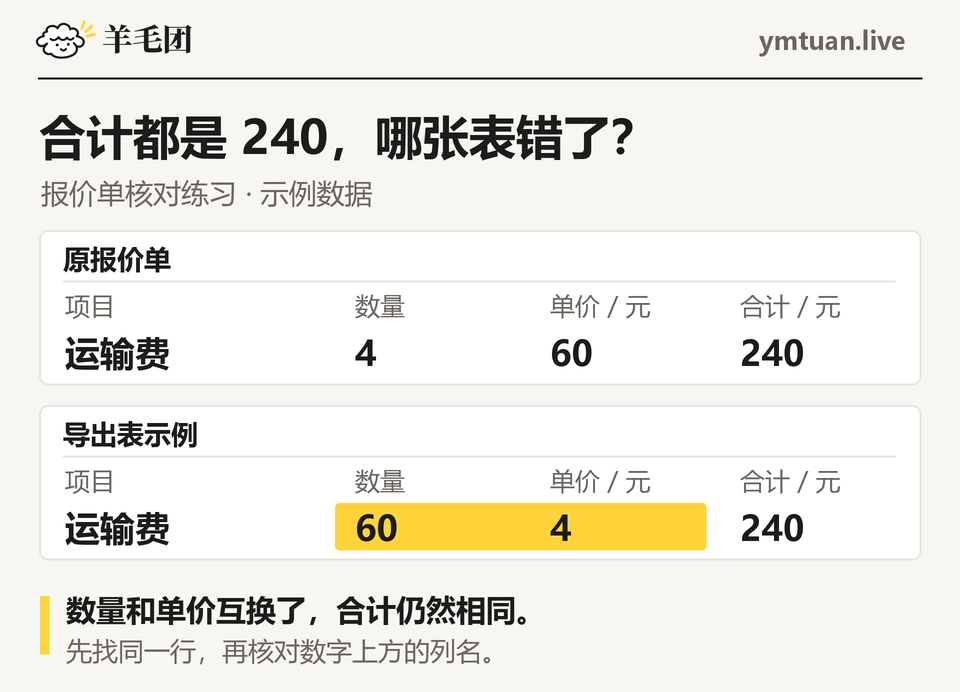 羊毛团 ymtuan.live
合计都是 240，哪张表错了？
报价单核对练习 · 示例数据
原报价单
项目 数量 单价 / 元 合计 / 元
运输费 4 60 240
导出表示例
项目 数量 单价 / 元 合计 / 元
运输费 60 4 240
数量和单价互换了，合计仍然相同。
先找同一行，再核对数字上方的列名。